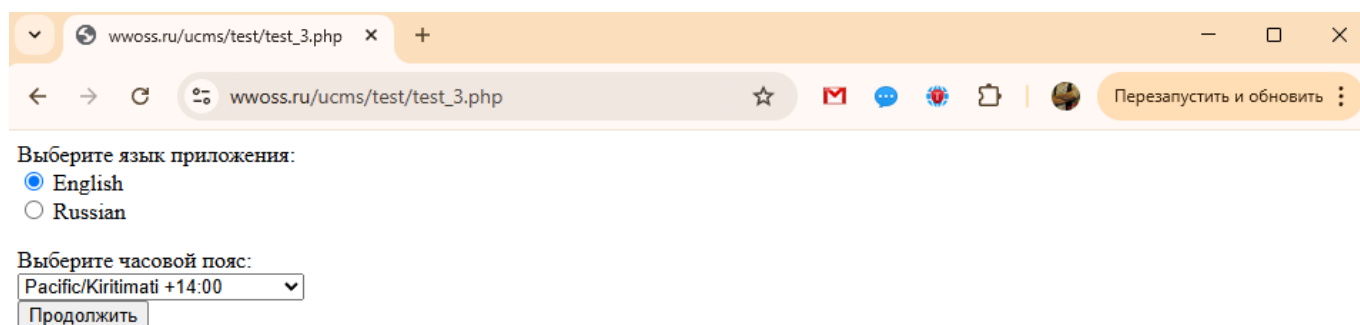 wwoss.ru/ucms/test/test_3.php
wwoss.ru/ucms/test/test_3.php
Перезапустить и обновить
Выберите язык приложения:
English
Russian
Выберите часовой пояс:
Pacific/Kiritimati +14:00
Продолжить